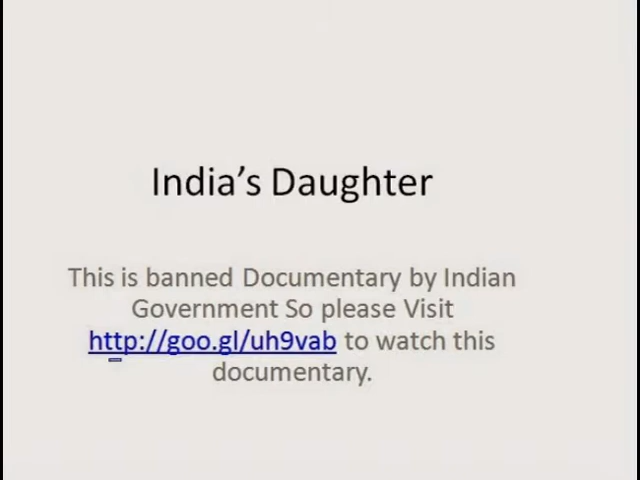 India’s Daughter
This is banned Documentary by Indian
Government So please Visit
http://goo.gl/uh9vab to watch this
documentary.